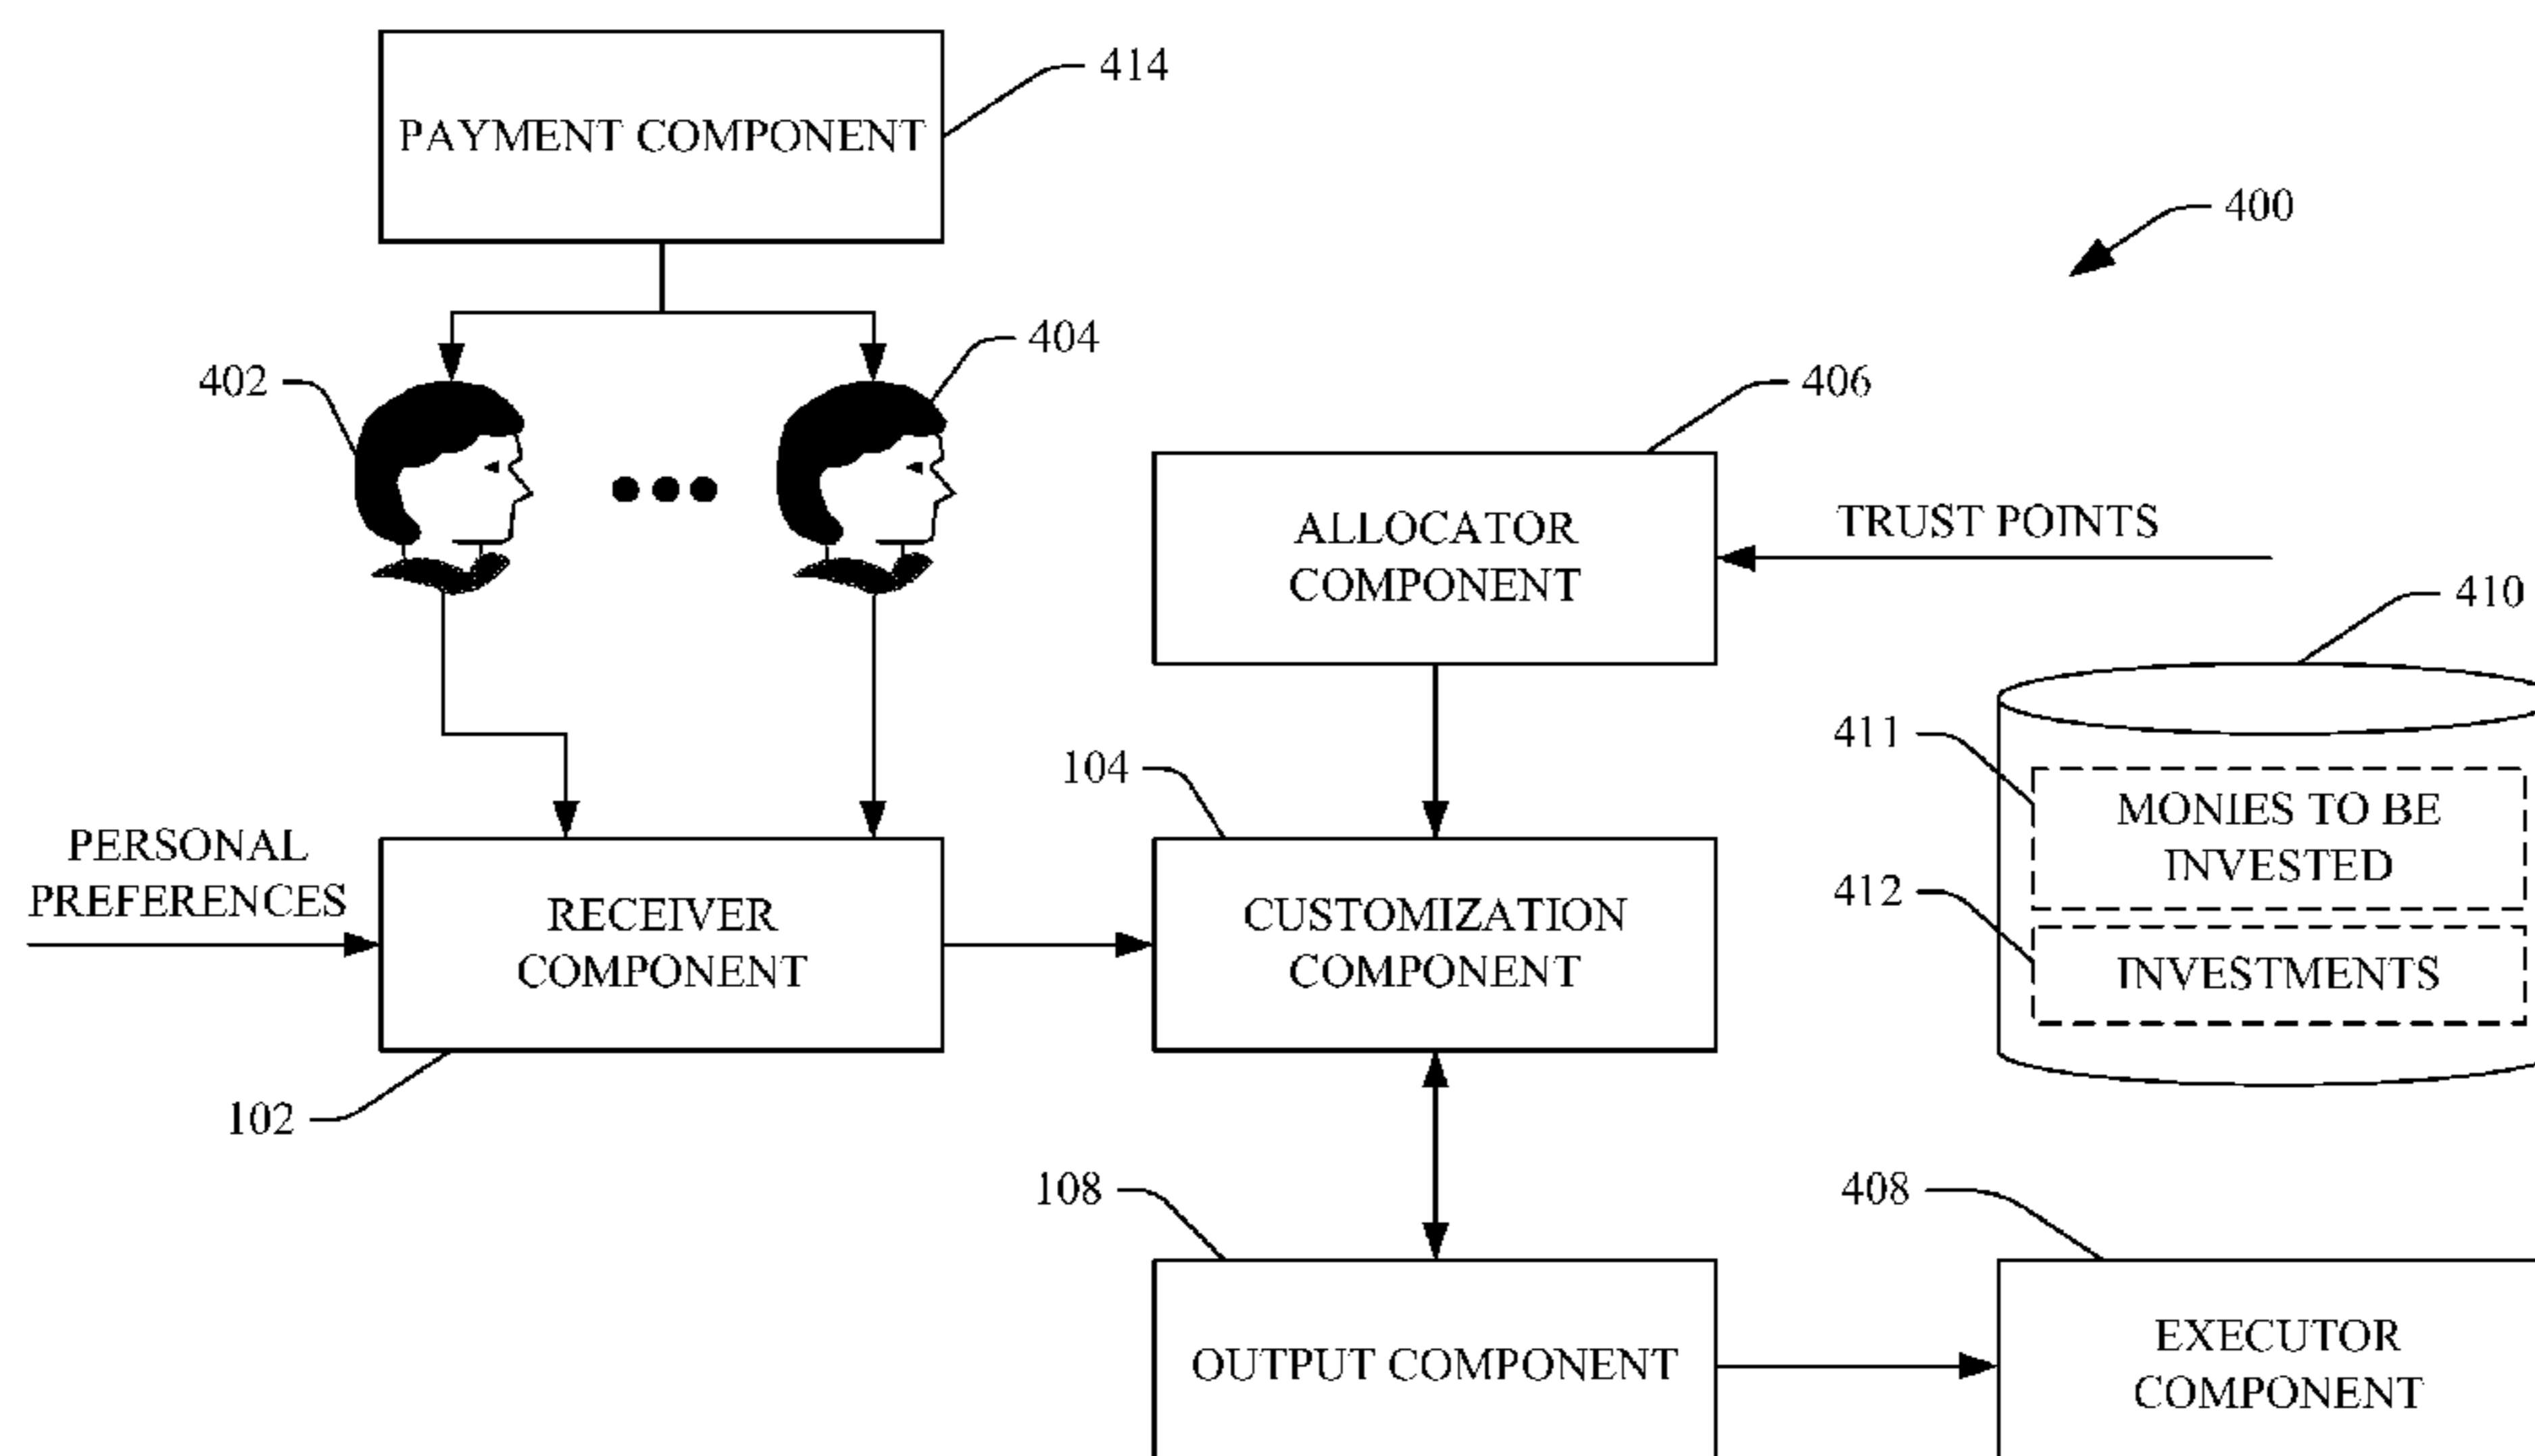 414
PAYMENT COMPONENT
400
404
402
406
ALLOCATOR
COMPONENT
TRUST POINTS
410
411
104
MONIES TO BE
INVESTED
PERSONAL
PREFERENCES
412
RECEIVER
COMPONENT
CUSTOMIZATION
COMPONENT
INVESTMENTS
102
108
408
OUTPUT COMPONENT
EXECUTOR
COMPONENT